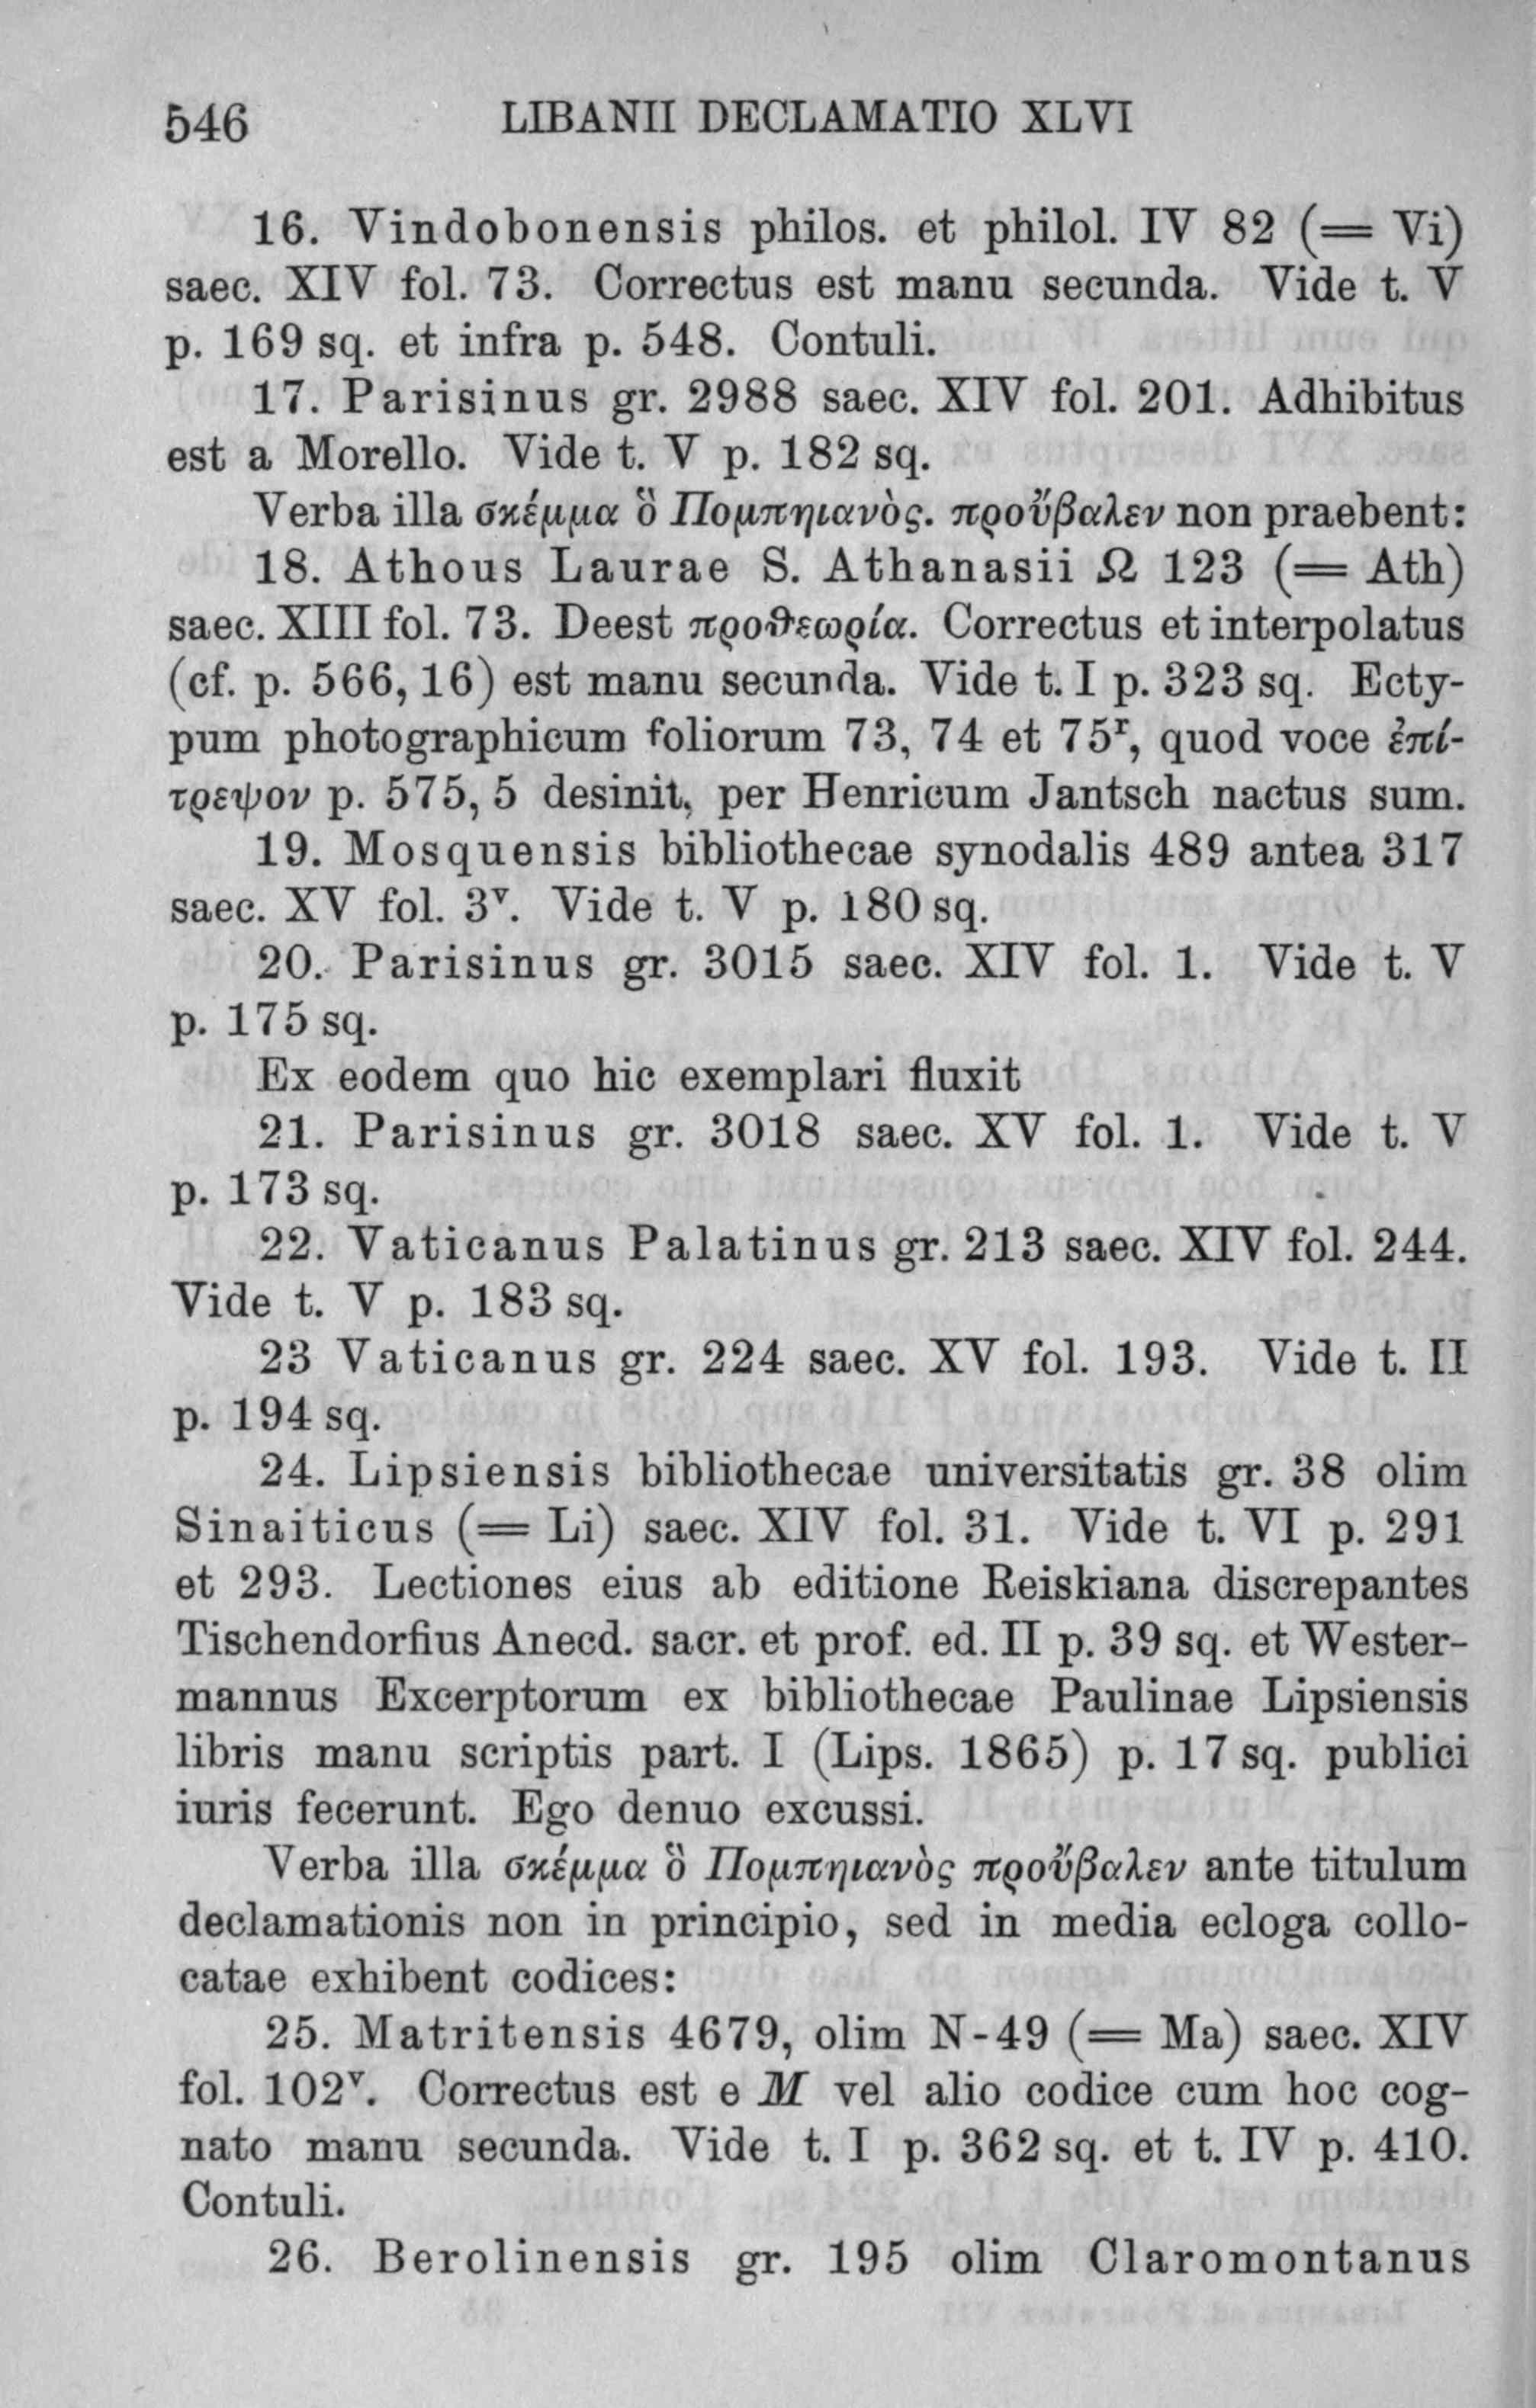 546 LIBANII DECLAMATIO XLVI
16. Vindobonensis philos. et philol. IV 82 (= Vi)
saec. XIV fol. 73. Correctus est manu secunda. Vide t. V
p. 169 sq. et infra p. 548. Contuli.
17. Parisinus gr. 2988 saec. XIV fol. 201. Adhibitus
est a Morello. Vide t. V p. 182 sq.
Verba illa σκέμμα ὃ Πομπηιανὸς. προὔβαλεν non praebent:
18. Athous Laurae S. Athanasii Ω 123 (= Ath)
saec. XIII fol. 73. Deest προθεωρία. Correctus et interpolatus
(cf. p. 566, 16) est manu secunda. Vide t. I p. 323 sq. Ecty-
pum photographicum foliorum 73, 74 et 75ʳ, quod voce ἐπί-
τρεψον p. 575, 5 desinit, per Henricum Jantsch nactus sum.
19. Mosquensis bibliothecae synodalis 489 antea 317
saec. XV fol. 3ᵛ. Vide t. V p. 180 sq.
20. Parisinus gr. 3015 saec. XIV fol. 1. Vide t. V
p. 175 sq.
Ex eodem quo hic exemplari fluxit
21. Parisinus gr. 3018 saec. XV fol. 1. Vide t. V
p. 173 sq.
22. Vaticanus Palatinus gr. 213 saec. XIV fol. 244.
Vide t. V p. 183 sq.
23 Vaticanus gr. 224 saec. XV fol. 193. Vide t. II
p. 194 sq.
24. Lipsiensis bibliothecae universitatis gr. 38 olim
Sinaiticus (= Li) saec. XIV fol. 31. Vide t. VI p. 291
et 293. Lectiones eius ab editione Reiskiana discrepantes
Tischendorfius Anecd. sacr. et prof. ed. II p. 39 sq. et Wester-
mannus Excerptorum ex bibliothecae Paulinae Lipsiensis
libris manu scriptis part. I (Lips. 1865) p. 17 sq. publici
iuris fecerunt. Ego denuo excussi.
Verba illa σκέμμα ὃ Πομπηιανὸς προὔβαλεν ante titulum
declamationis non in principio, sed in media ecloga collo-
catae exhibent codices:
25. Matritensis 4679, olim N-49 (= Ma) saec. XIV
fol. 102ᵛ. Correctus est e M vel alio codice cum hoc cog-
nato manu secunda. Vide t. I p. 362 sq. et t. IV p. 410.
Contuli.
26. Berolinensis gr. 195 olim Claromontanus